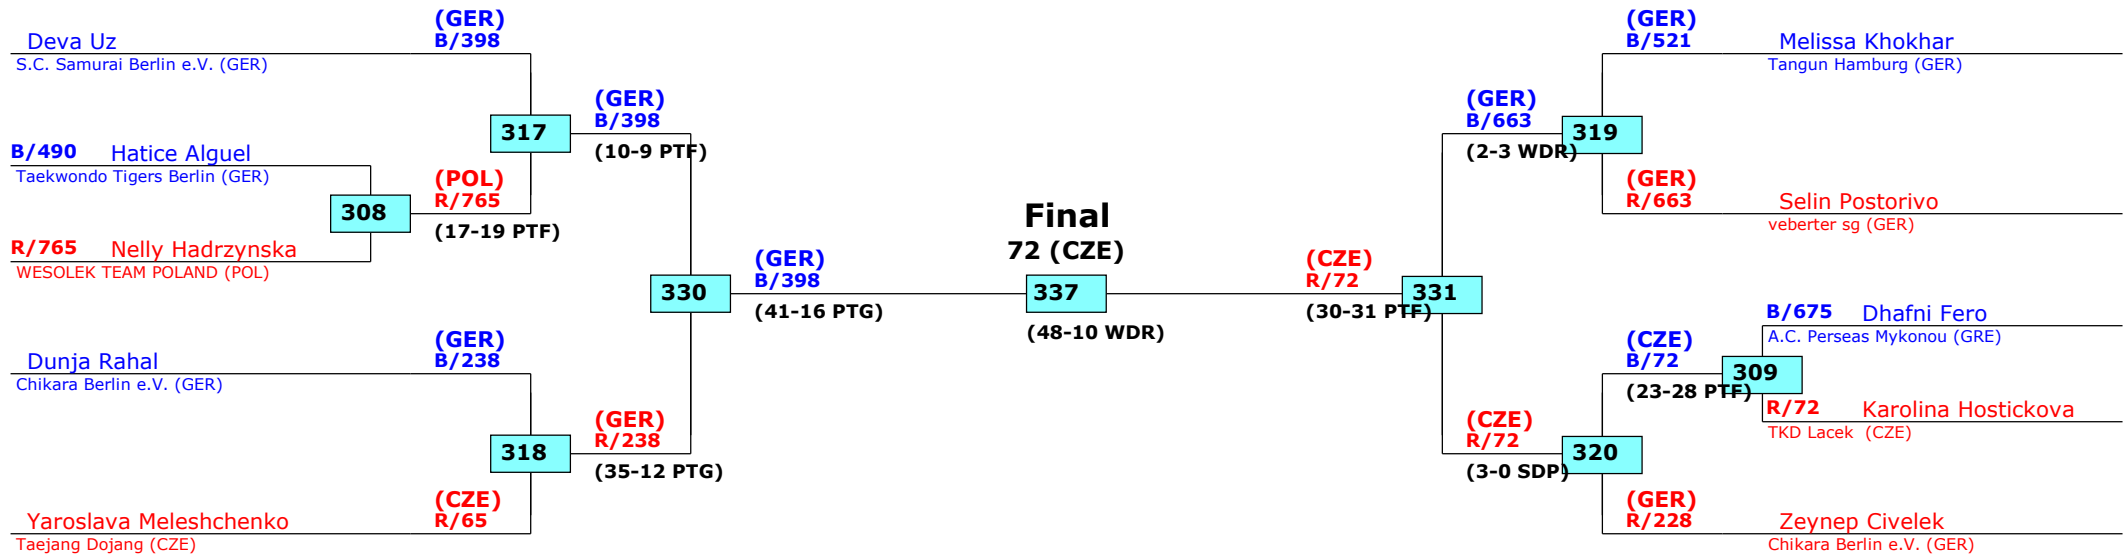 (GER)
B/398
Deva Uz
S.C. Samurai Berlin e.V. (GER)
317
(GER)
B/398
(10-9 PTF)
B/490 Hatice Alguel
Taekwondo Tigers Berlin (GER)
308
(POL)
R/765
(17-19 PTF)
R/765 Nelly Hadrzynska
WESOLEK TEAM POLAND (POL)
330
(GER)
B/398
(41-16 PTG)
(GER)
B/238
Dunja Rahal
Chikara Berlin e.V. (GER)
318
(GER)
R/238
(35-12 PTG)
(CZE)
R/65
Yaroslava Meleshchenko
Taejang Dojang (CZE)
Final
72 (CZE)
337
(48-10 WDR)
(GER)
B/521
Melissa Khokhar
Tangun Hamburg (GER)
(GER)
B/663
319
(2-3 WDR)
(GER)
R/663
Selin Postorivo
veberter sg (GER)
(CZE)
R/72
331
(30-31 PTF)
B/675 Dhafni Fero
A.C. Perseas Mykonou (GRE)
(CZE)
B/72
309
(23-28 PTF)
R/72 Karolina Hostickova
TKD Lacek (CZE)
(CZE)
R/72
320
(3-0 SDP)
(GER)
R/228
Zeynep Civelek
Chikara Berlin e.V. (GER)